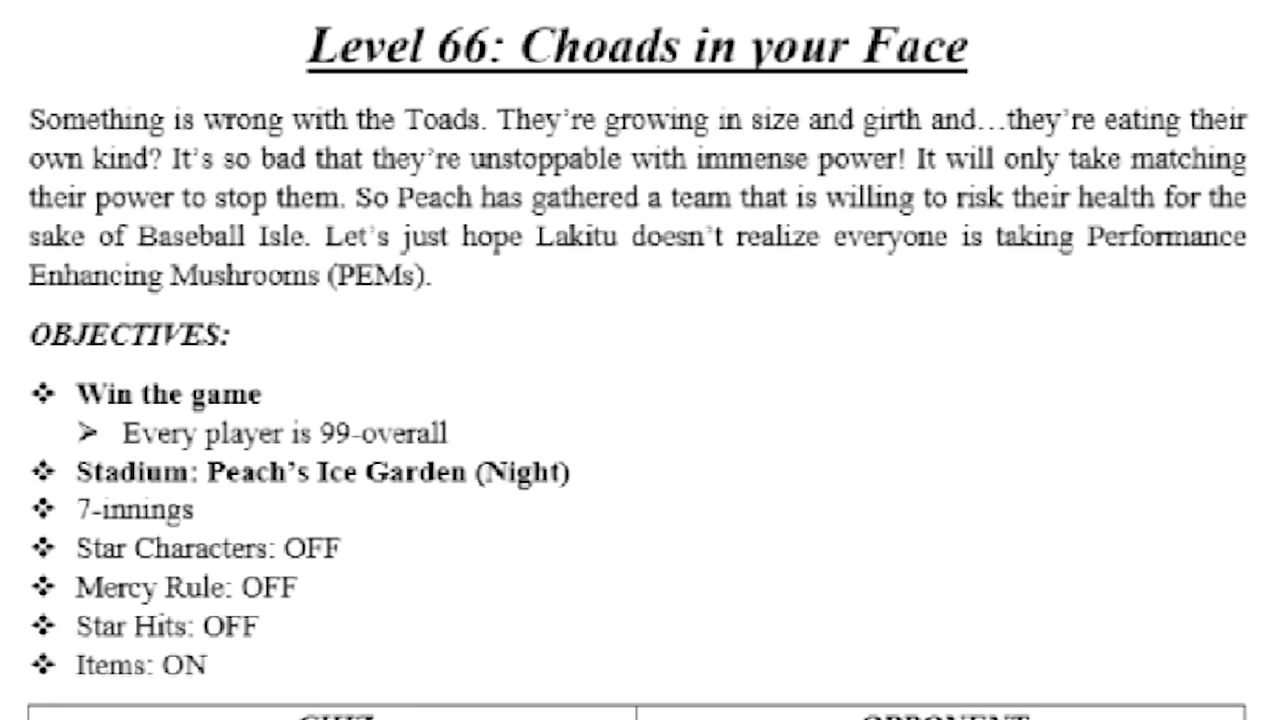 Level 66: Choads in your Face
Something is wrong with the Toads. They're growing in size and girth and…they're eating their
own kind? It's so bad that they're unstoppable with immense power! It will only take matching
their power to stop them. So Peach has gathered a team that is willing to risk their health for the
sake of Baseball Isle. Let's just hope Lakitu doesn't realize everyone is taking Performance
Enhancing Mushrooms (PEMs).
OBJECTIVES:
❖ Win the game
➢ Every player is 99-overall
❖ Stadium: Peach's Ice Garden (Night)
❖ 7-innings
❖ Star Characters: OFF
❖ Mercy Rule: OFF
❖ Star Hits: OFF
❖ Items: ON